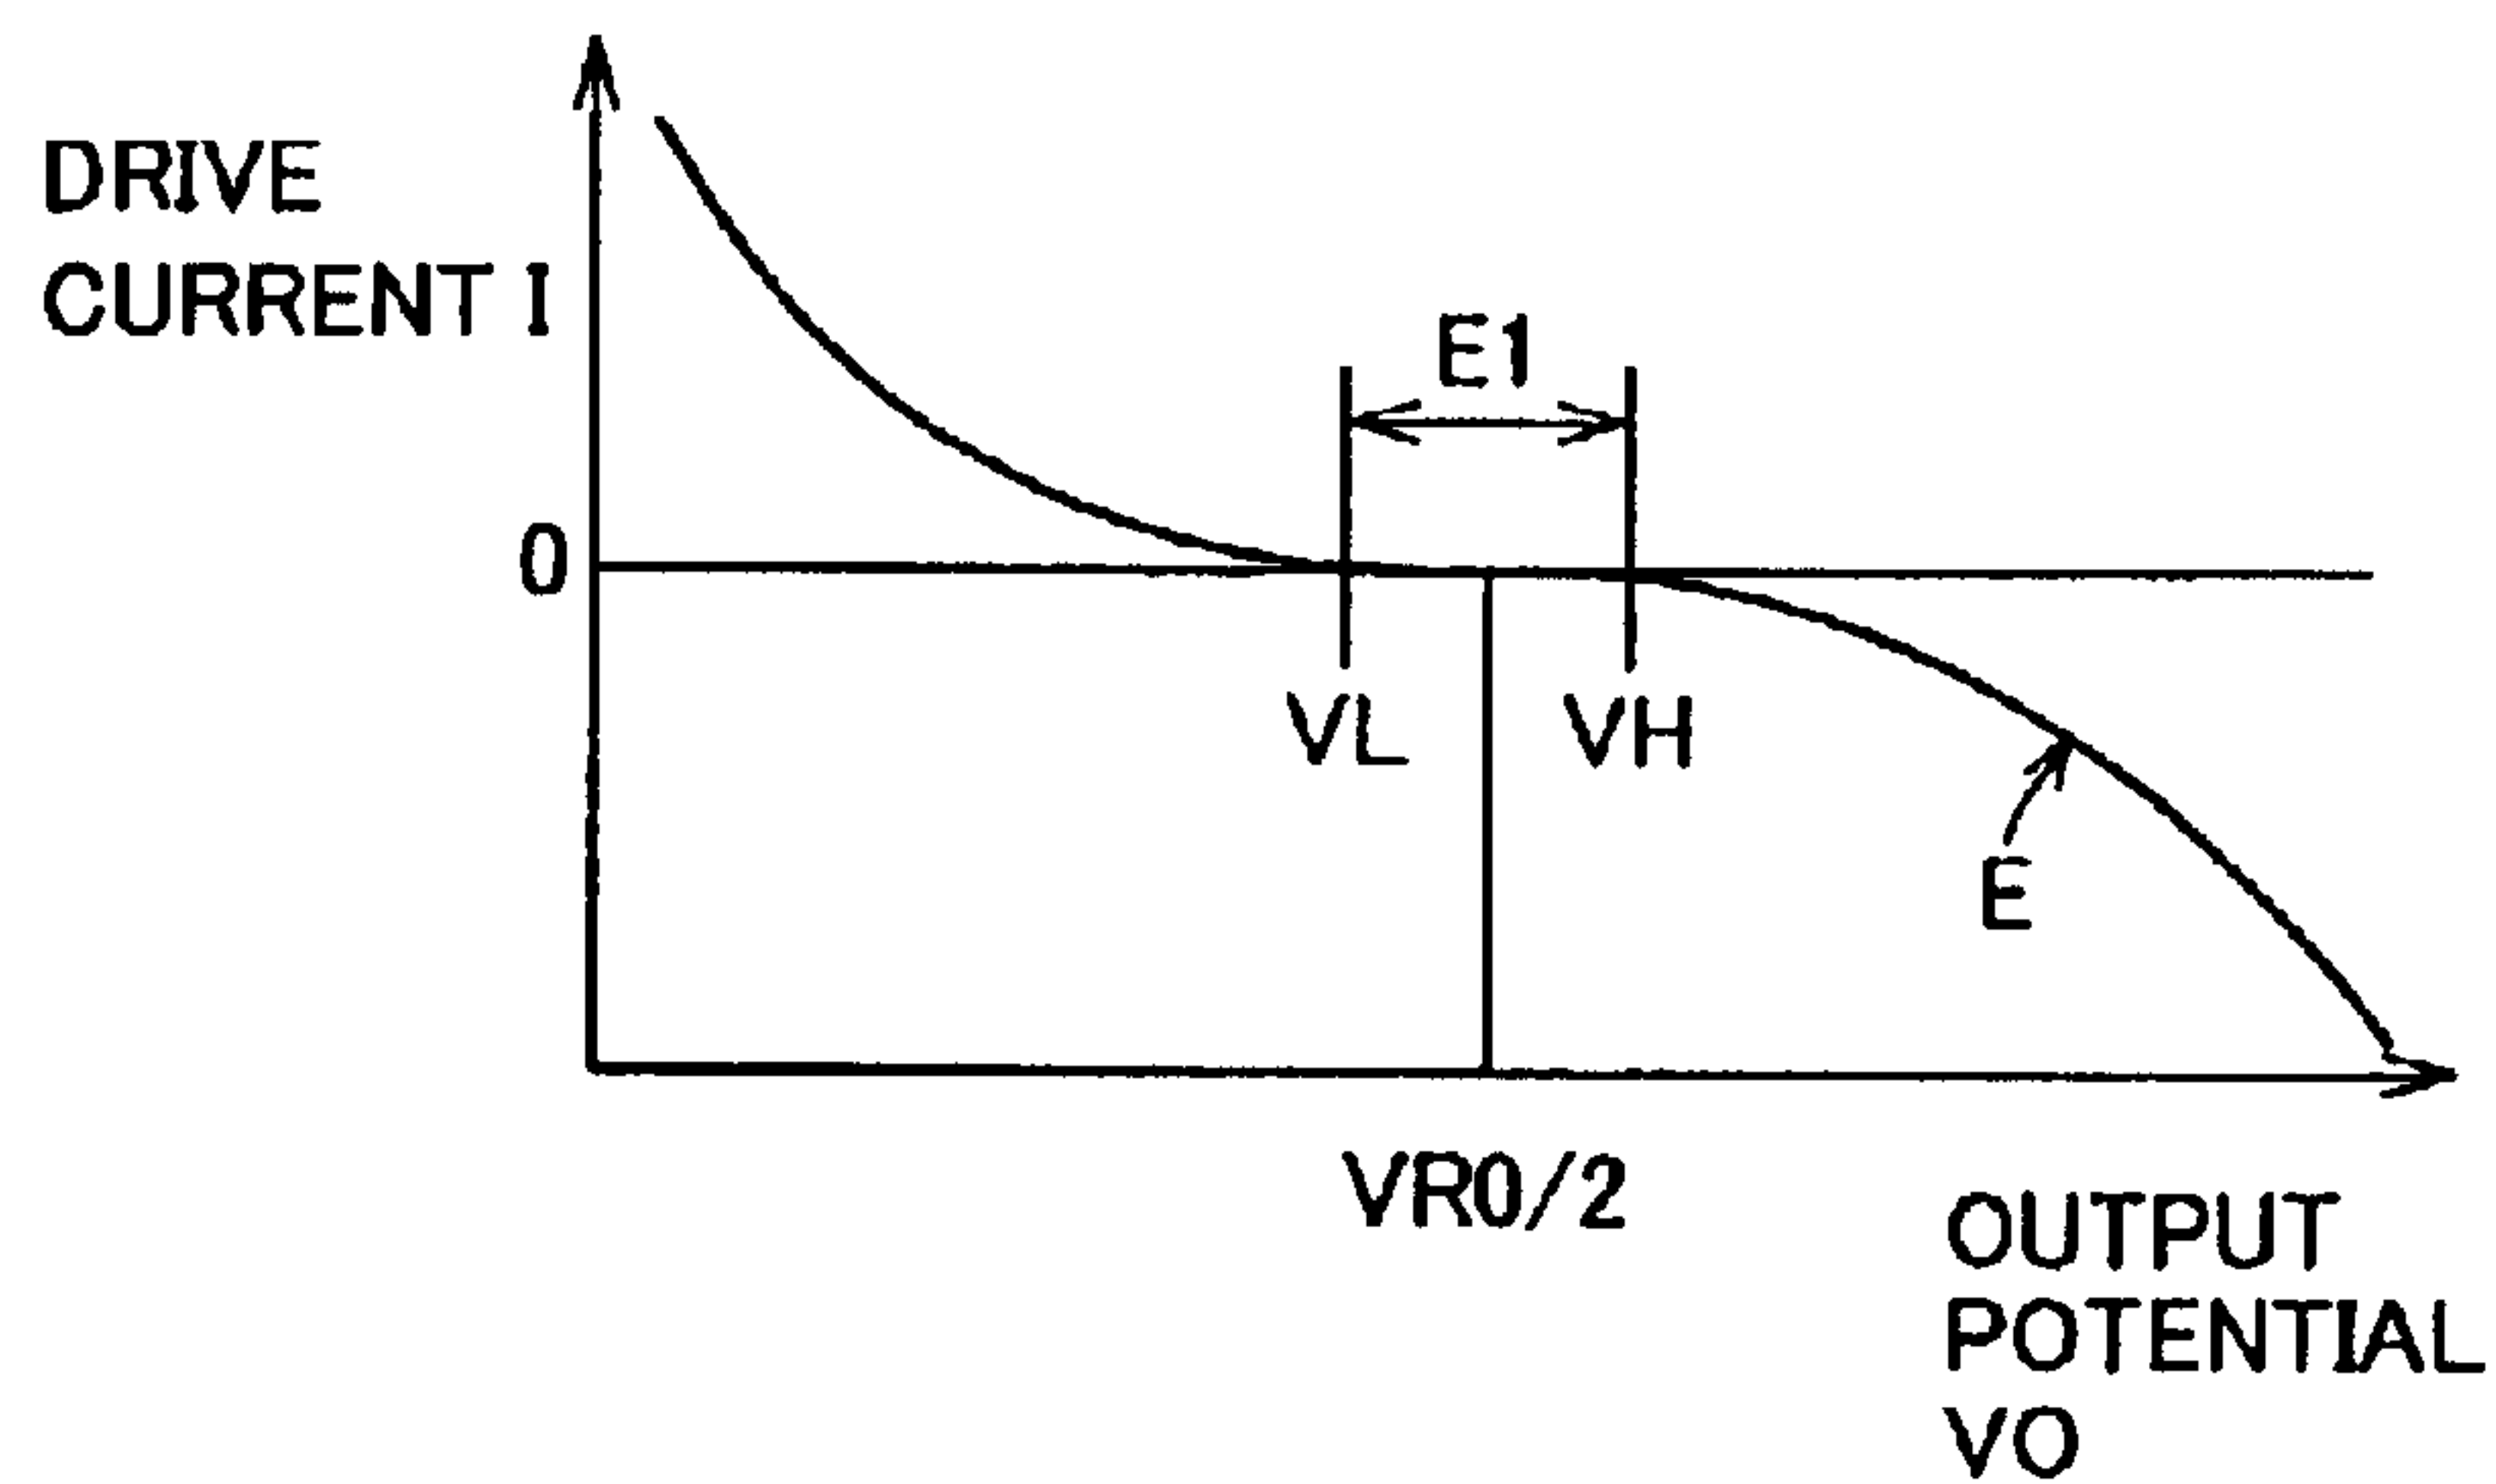 DRIVE
CURRENT I
E1
0
VL
VH
E
VR0/2
OUTPUT
POTENTIAL
VO